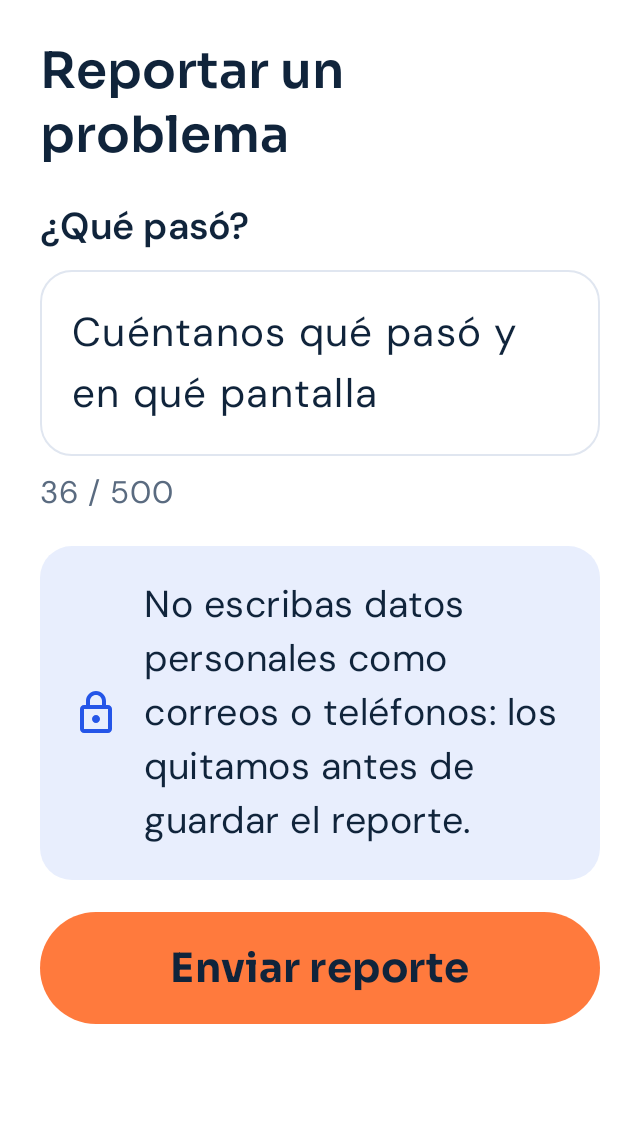 Reportar un
problema
¿Qué pasó?
Cuéntanos qué pasó y
en qué pantalla
36 / 500
No escribas datos
personales como
correos o teléfonos: los
quitamos antes de
guardar el reporte.
Enviar reporte